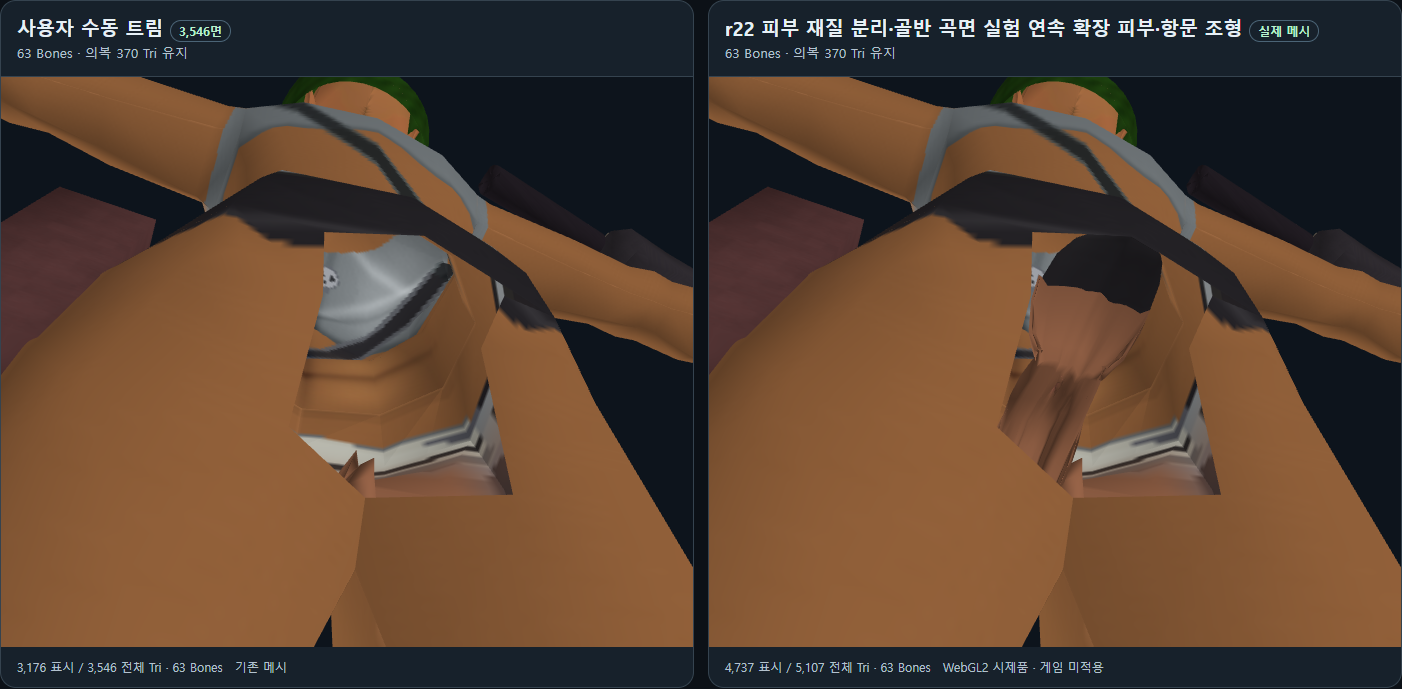 사용자 수동 트림 3,546면
63 Bones · 의복 370 Tri 유지
3,176 표시 / 3,546 전체 Tri · 63 Bones 기존 메시
r22 피부 재질 분리·골반 곡면 실험 연속 확장 피부·항문 조형 실제 메시
63 Bones · 의복 370 Tri 유지
4,737 표시 / 5,107 전체 Tri · 63 Bones WebGL2 시제품 · 게임 미적용